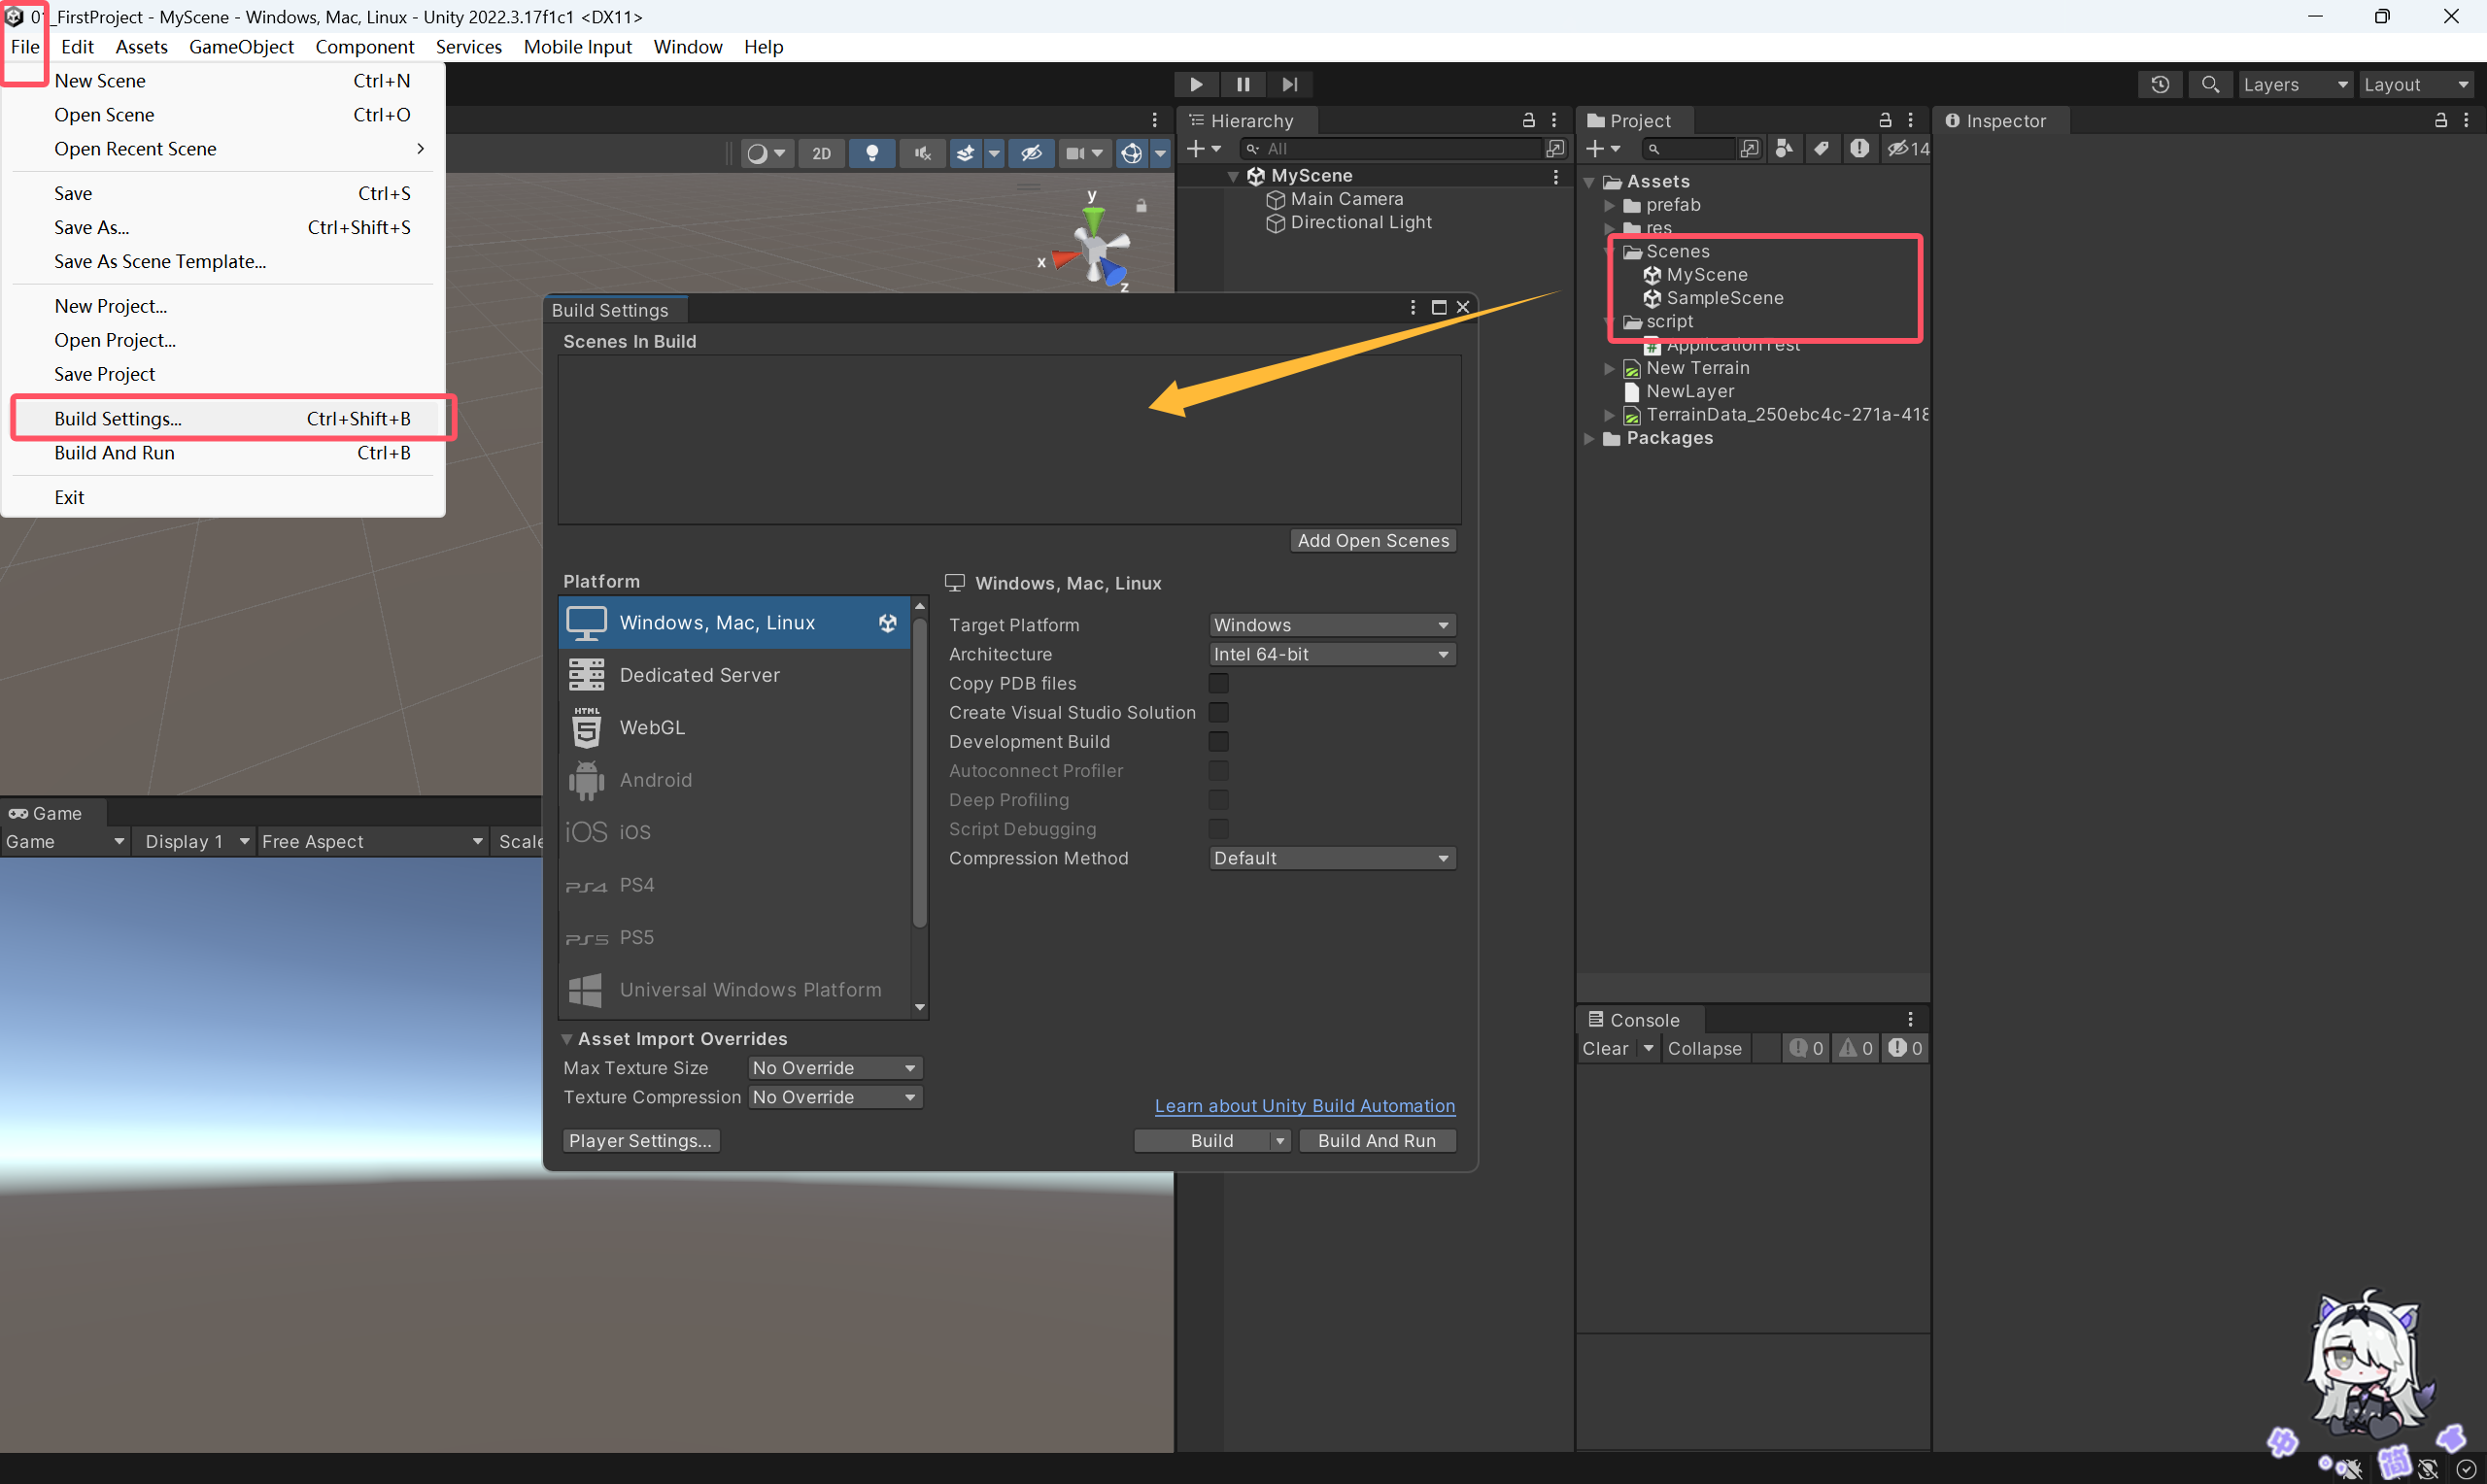 01_FirstProject - MyScene - Windows, Mac, Linux - Unity 2022.3.17f1c1 <DX11>
File Edit Assets GameObject Component Services Mobile Input Window Help
New Scene Ctrl+N
Open Scene Ctrl+O
Open Recent Scene
Save Ctrl+S
Save As... Ctrl+Shift+S
Save As Scene Template...
New Project...
Open Project...
Save Project
Build Settings... Ctrl+Shift+B
Build And Run Ctrl+B
Exit
Layers Layout
2D
y
x
z
Hierarchy
All
MyScene
Main Camera
Directional Light
Project
14
Assets
prefab
res
Scenes
MyScene
SampleScene
script
ApplicationTest
New Terrain
NewLayer
TerrainData_250ebc4c-271a-418
Packages
Inspector
Build Settings
Scenes In Build
Add Open Scenes
Platform
Windows, Mac, Linux
Dedicated Server
HTML
5
WebGL
Android
iOS iOS
PS4 PS4
PS5 PS5
Universal Windows Platform
Windows, Mac, Linux
Target Platform Windows
Architecture Intel 64-bit
Copy PDB files
Create Visual Studio Solution
Development Build
Autoconnect Profiler
Deep Profiling
Script Debugging
Compression Method Default
Asset Import Overrides
Max Texture Size No Override
Texture Compression No Override
Learn about Unity Build Automation
Player Settings... Build Build And Run
Game
Game Display 1 Free Aspect Scale
Console
Clear Collapse 0 0 0
中
简